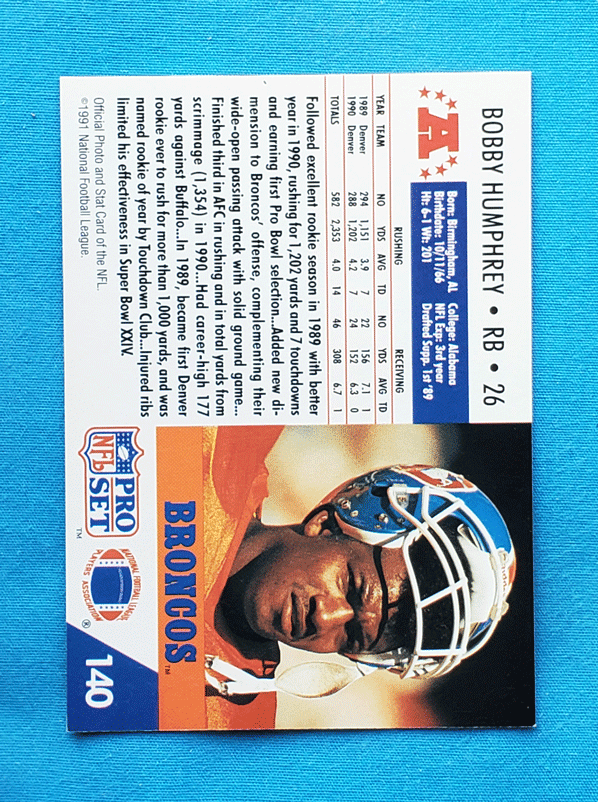 BOBBY HUMPHREY • RB • 26
A
Born: Birmingham, AL College: Alabama
Birthdate: 10/11/66 NFL Exp: 3rd year
Ht: 6-1 Wt: 201 Drafted Supp. 1st '89
RUSHING RECEIVING
YEAR TEAM NO YDS AVG TD NO YDS AVG TD
1989 Denver 294 1,151 3.9 7 22 156 7.1 1
1990 Denver 288 1,202 4.2 7 24 152 6.3 0
TOTALS 582 2,353 4.0 14 46 308 6.7 1
Followed excellent rookie season in 1989 with better
year in 1990, rushing for 1,202 yards and 7 touchdowns
and earning first Pro Bowl selection...Added new di-
mension to Broncos' offense, complementing their
wide-open passing attack with solid ground game...
Finished third in AFC in rushing and in total yards from
scrimmage (1,354) in 1990...Had career-high 177
yards against Buffalo...In 1989, became first Denver
rookie ever to rush for more than 1,000 yards, and was
named rookie of year by Touchdown Club...Injured ribs
limited his effectiveness in Super Bowl XXIV.
Official Photo and Stat Card of the NFL.
©1991 National Football League.
BRONCOS™
NFL
PRO
SET™
NATIONAL FOOTBALL LEAGUE
PLAYERS ASSOCIATION®
140